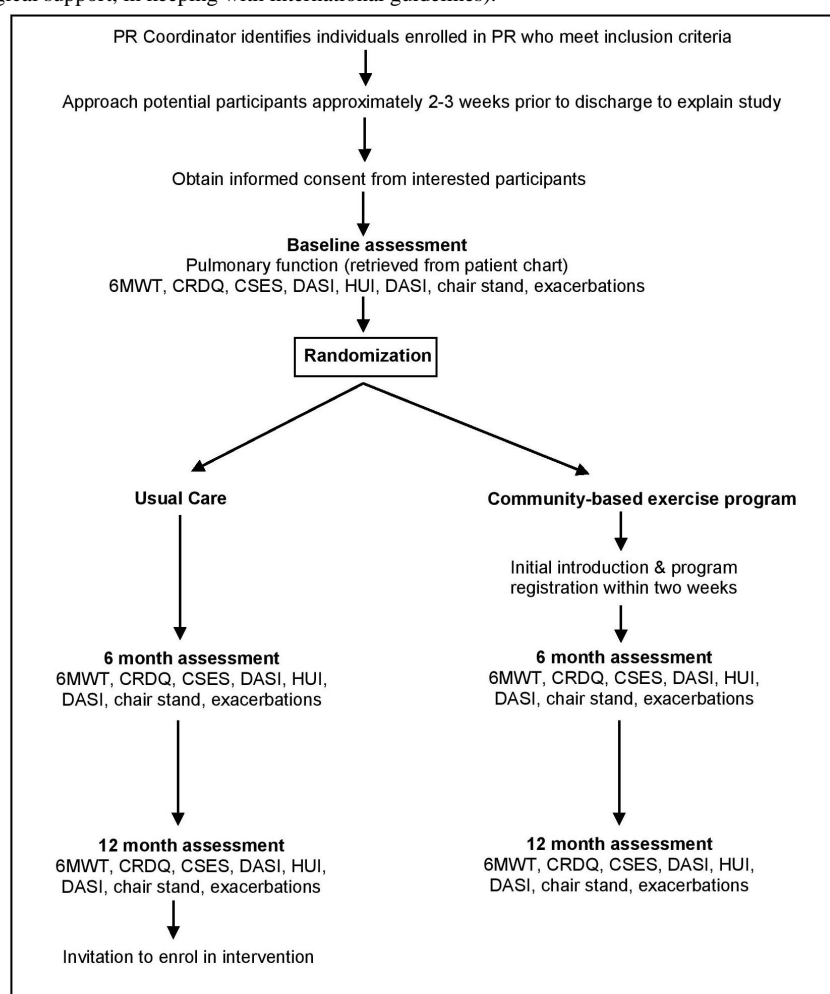 gical support, in keeping with international guidelines).
PR Coordinator identifies individuals enrolled in PR who meet inclusion criteria
Approach potential participants approximately 2-3 weeks prior to discharge to explain study
Obtain informed consent from interested participants
Baseline assessment
Pulmonary function (retrieved from patient chart)
6MWT, CRDQ, CSES, DASI, HUI, DASI, chair stand, exacerbations
Randomization
Usual Care
Community-based exercise program
Initial introduction & program
registration within two weeks
6 month assessment
6MWT, CRDQ, CSES, DASI, HUI,
DASI, chair stand, exacerbations
6 month assessment
6MWT, CRDQ, CSES, DASI, HUI,
DASI, chair stand, exacerbations
12 month assessment
6MWT, CRDQ, CSES, DASI, HUI,
DASI, chair stand, exacerbations
12 month assessment
6MWT, CRDQ, CSES, DASI, HUI,
DASI, chair stand, exacerbations
Invitation to enrol in intervention